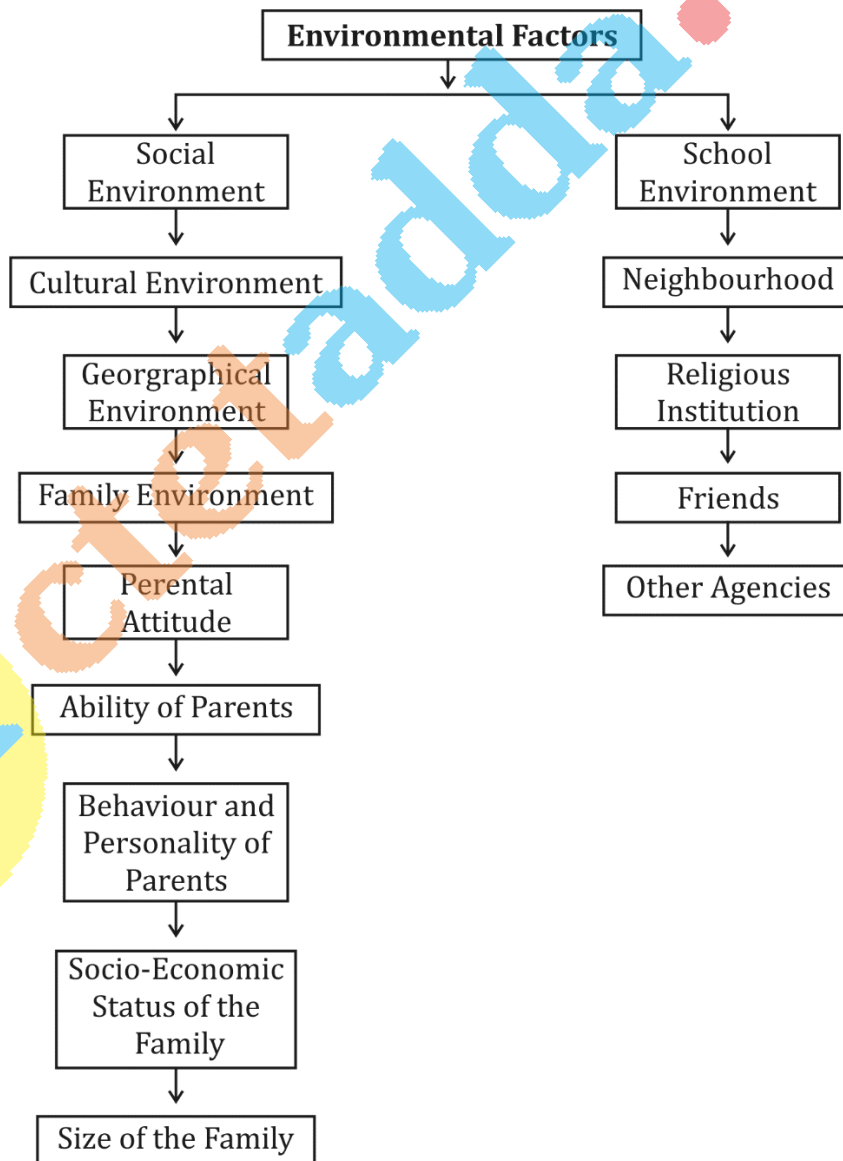 Environmental Factors
Social
Environment
Cultural Environment
Georgraphical
Environment
Family Environment
Perental
Attitude
Ability of Parents
Behaviour and
Personality of
Parents
Socio-Economic
Status of the
Family
Size of the Family
School
Environment
Neighbourhood
Religious
Institution
Friends
Other Agencies
ctetadda.